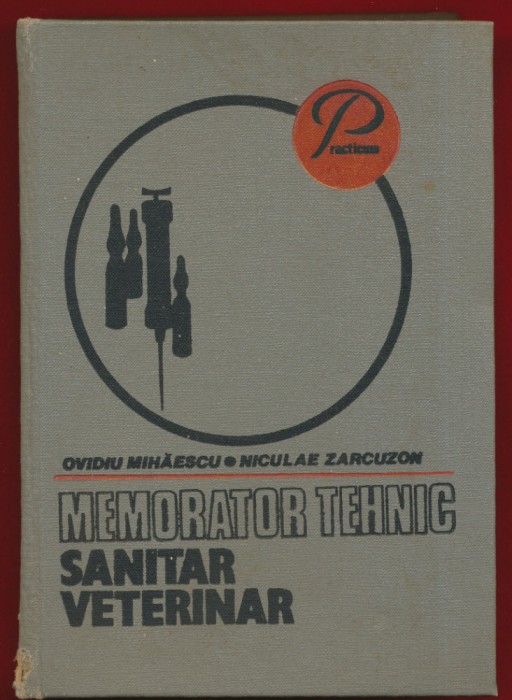 Practicum
OVIDIU MIHĂESCU • NICULAE ZARCUZON
MEMORATOR TEHNIC
SANITAR
VETERINAR